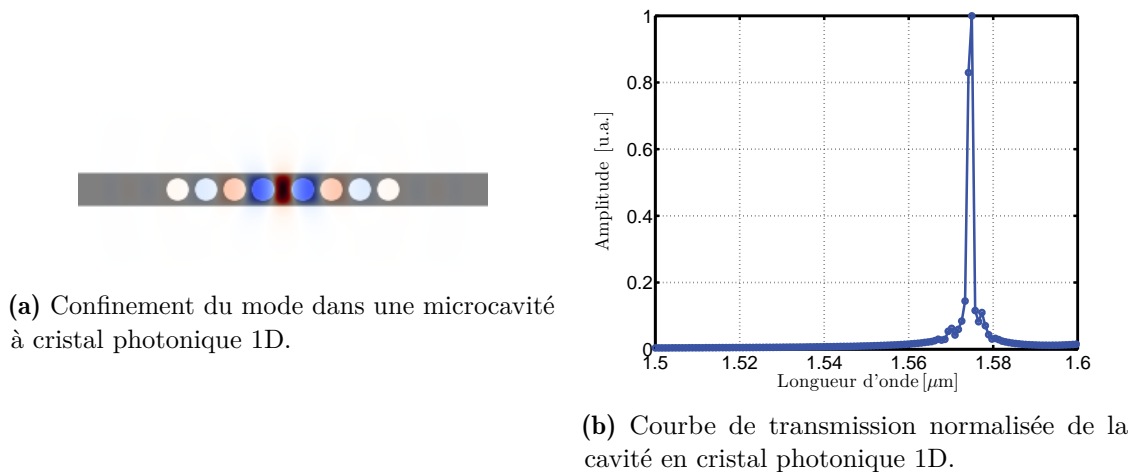 1
0.8
0.6
0.4
0.2
0
Amplitude [u.a.]
1.5 1.52 1.54 1.56 1.58 1.6
Longueur d'onde [μm]
(a) Confinement du mode dans une microcavité
à cristal photonique 1D.
(b) Courbe de transmission normalisée de la
cavité en cristal photonique 1D.